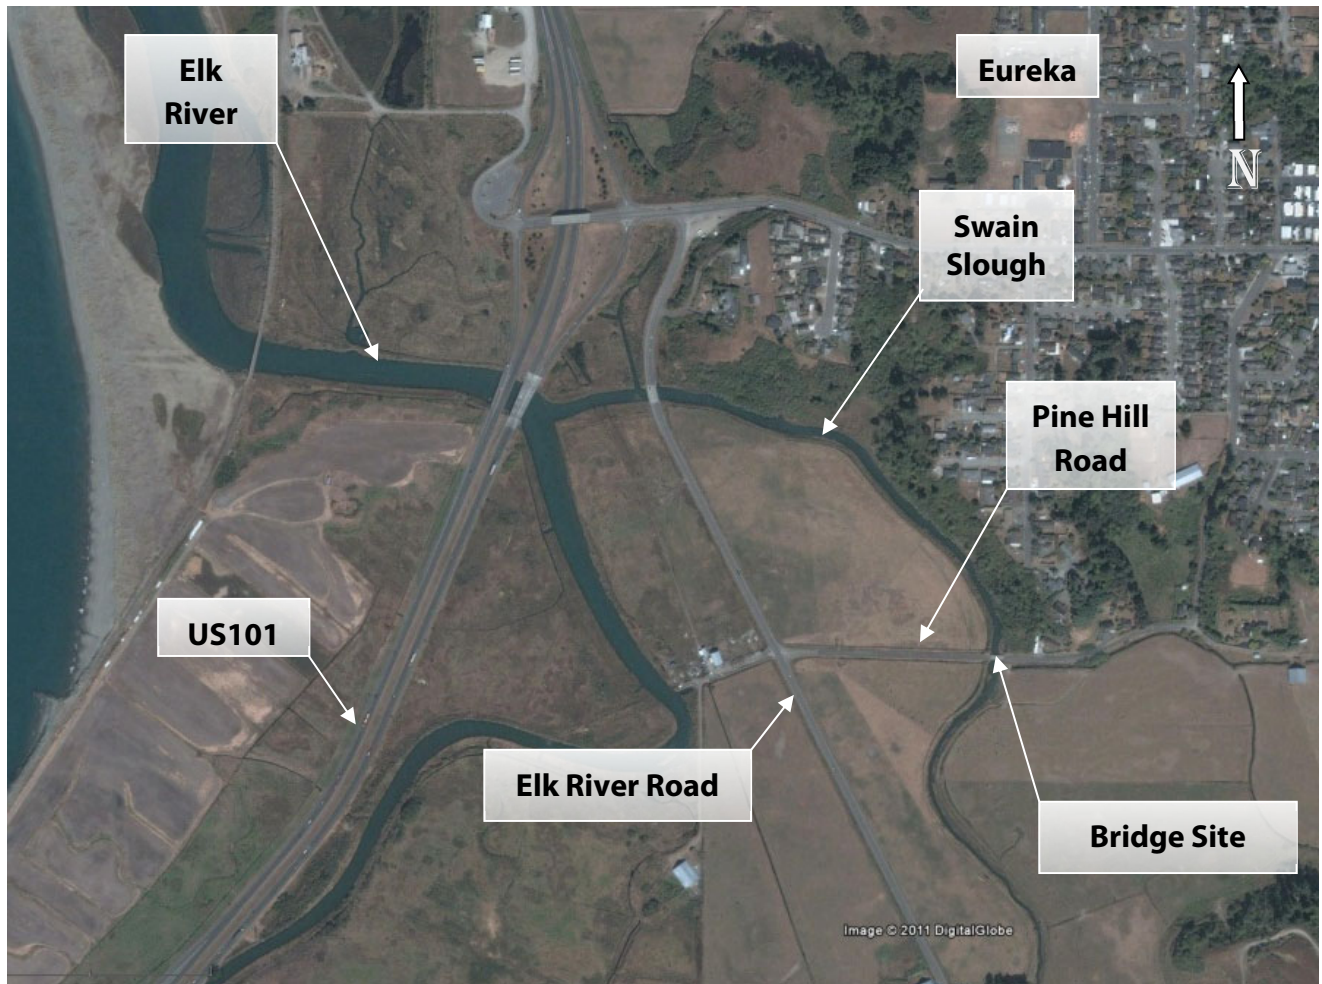 Elk
River
Eureka
N
Swain
Slough
Pine Hill
Road
US101
Elk River Road
Bridge Site
Image © 2011 DigitalGlobe